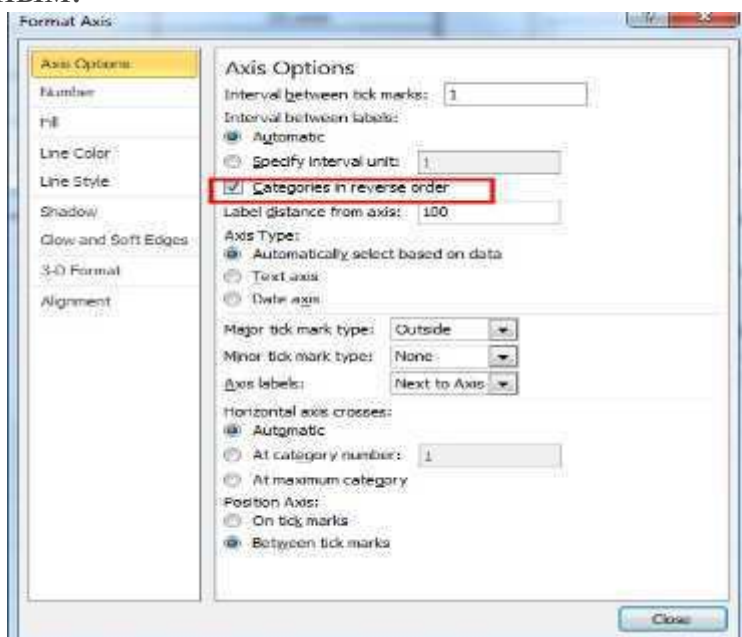 Format Axis
Axis Options
Number
Fill
Line Color
Line Style
Shadow
Glow and Soft Edges
3-D Format
Alignment
Axis Options
Interval between tick marks: 1
Interval between labels:
Automatic
Specify interval unit: 1
Categories in reverse order
Label distance from axis: 100
Axis Type:
Automatically select based on data
Text axis
Date axis
Major tick mark type: Outside
Minor tick mark type: None
Axis labels: Next to Axis
Horizontal axis crosses:
Automatic
At category number: 1
At maximum category
Position Axis:
On tick marks
Between tick marks
Close